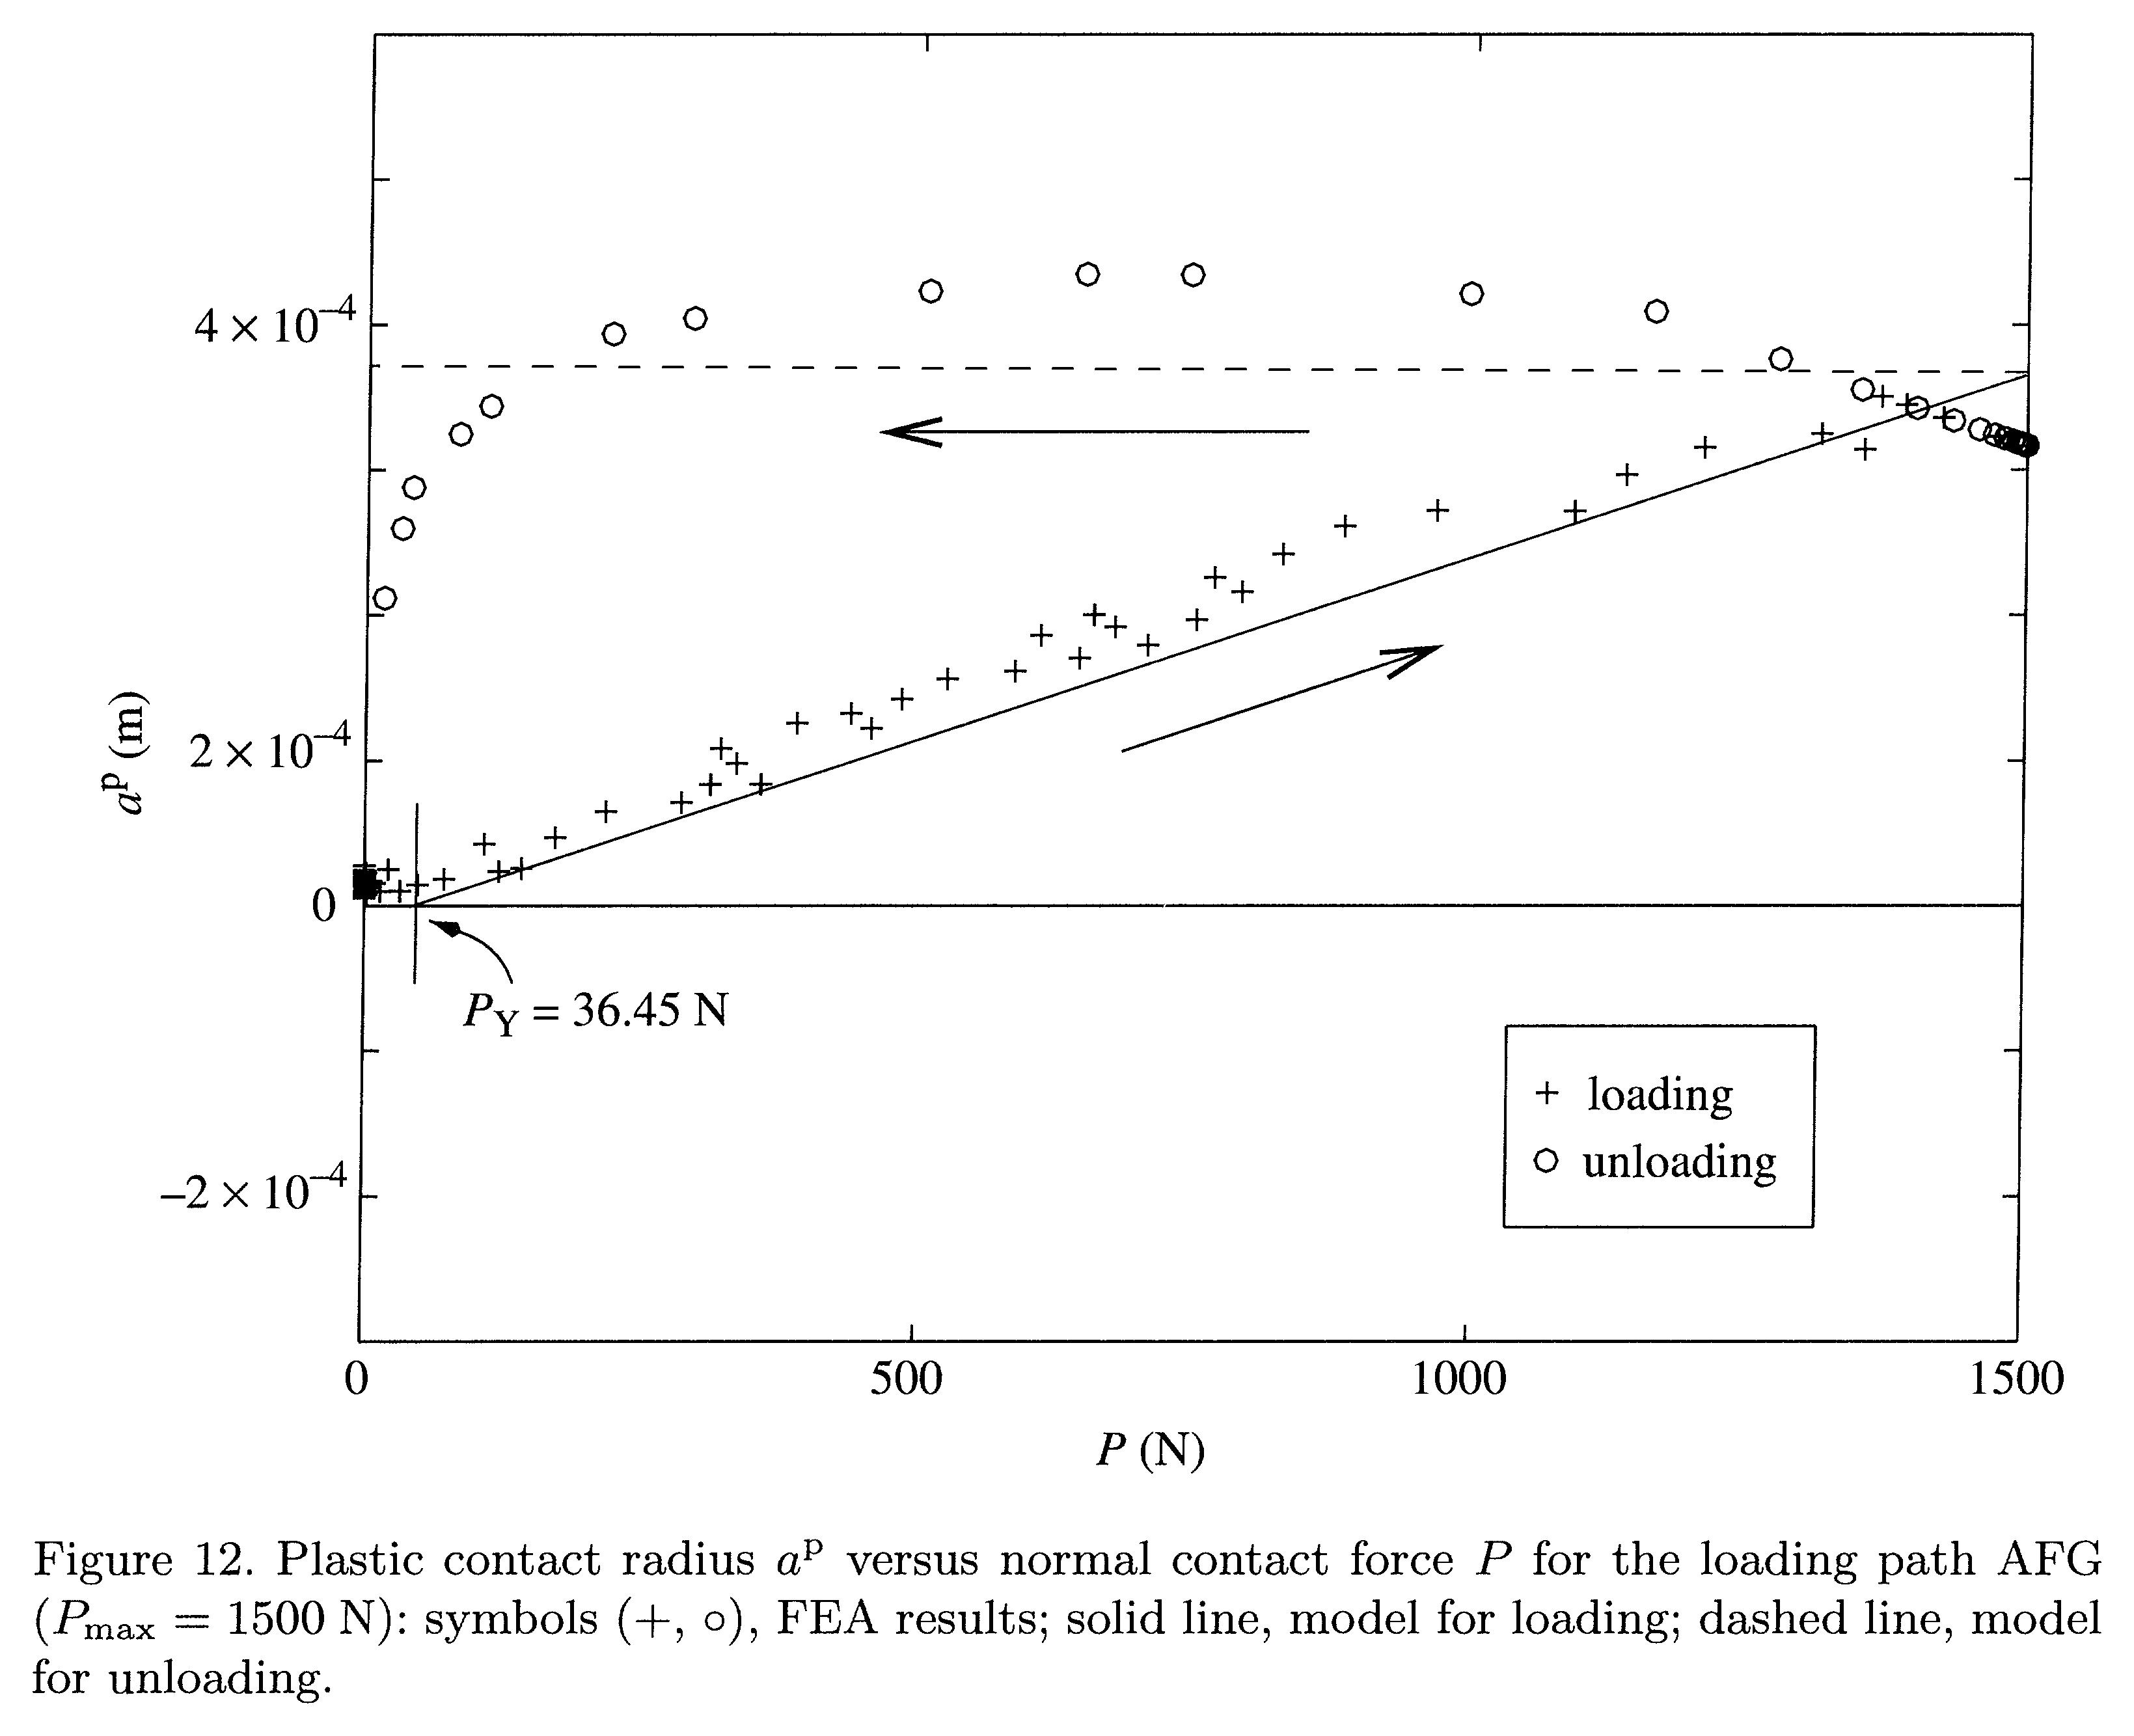 4 × 10⁻⁴
2 × 10⁻⁴
0
–2 × 10⁻⁴
aᵖ (m)
P_Y = 36.45 N
+ loading
○ unloading
0 500 1000 1500
P (N)
Figure 12. Plastic contact radius aᵖ versus normal contact force P for the loading path AFG
(P_max = 1500 N): symbols (+, ○), FEA results; solid line, model for loading; dashed line, model
for unloading.